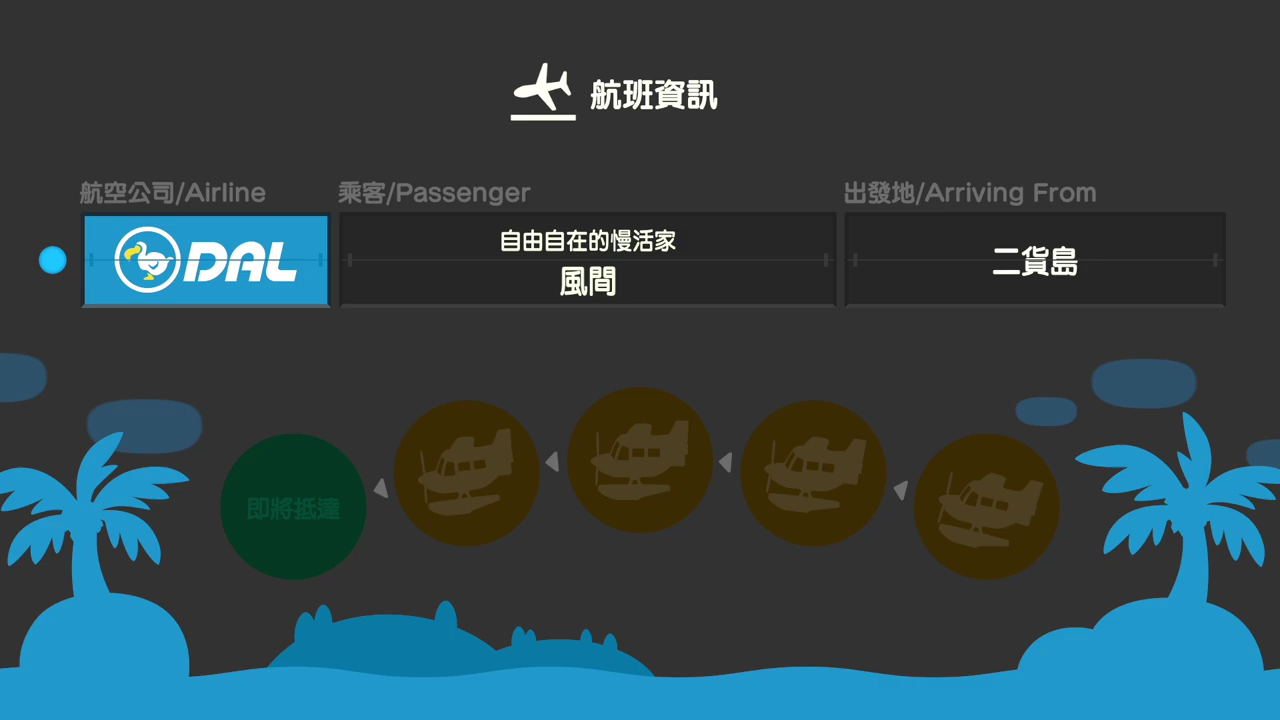 航班資訊
航空公司/Airline
乘客/Passenger
出發地/Arriving From
DAL
自由自在的慢活家
風間
二貨島
即將抵達